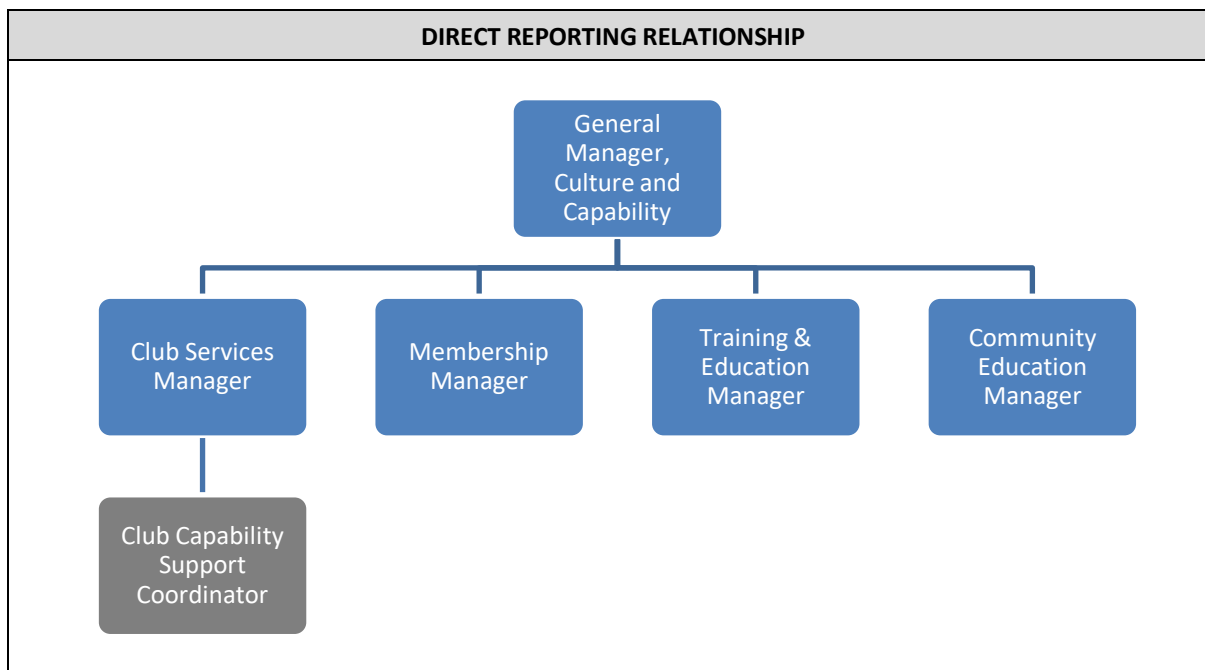 DIRECT REPORTING RELATIONSHIP
General
Manager,
Culture and
Capability
Club Services
Manager
Membership
Manager
Training &
Education
Manager
Community
Education
Manager
Club Capability
Support
Coordinator